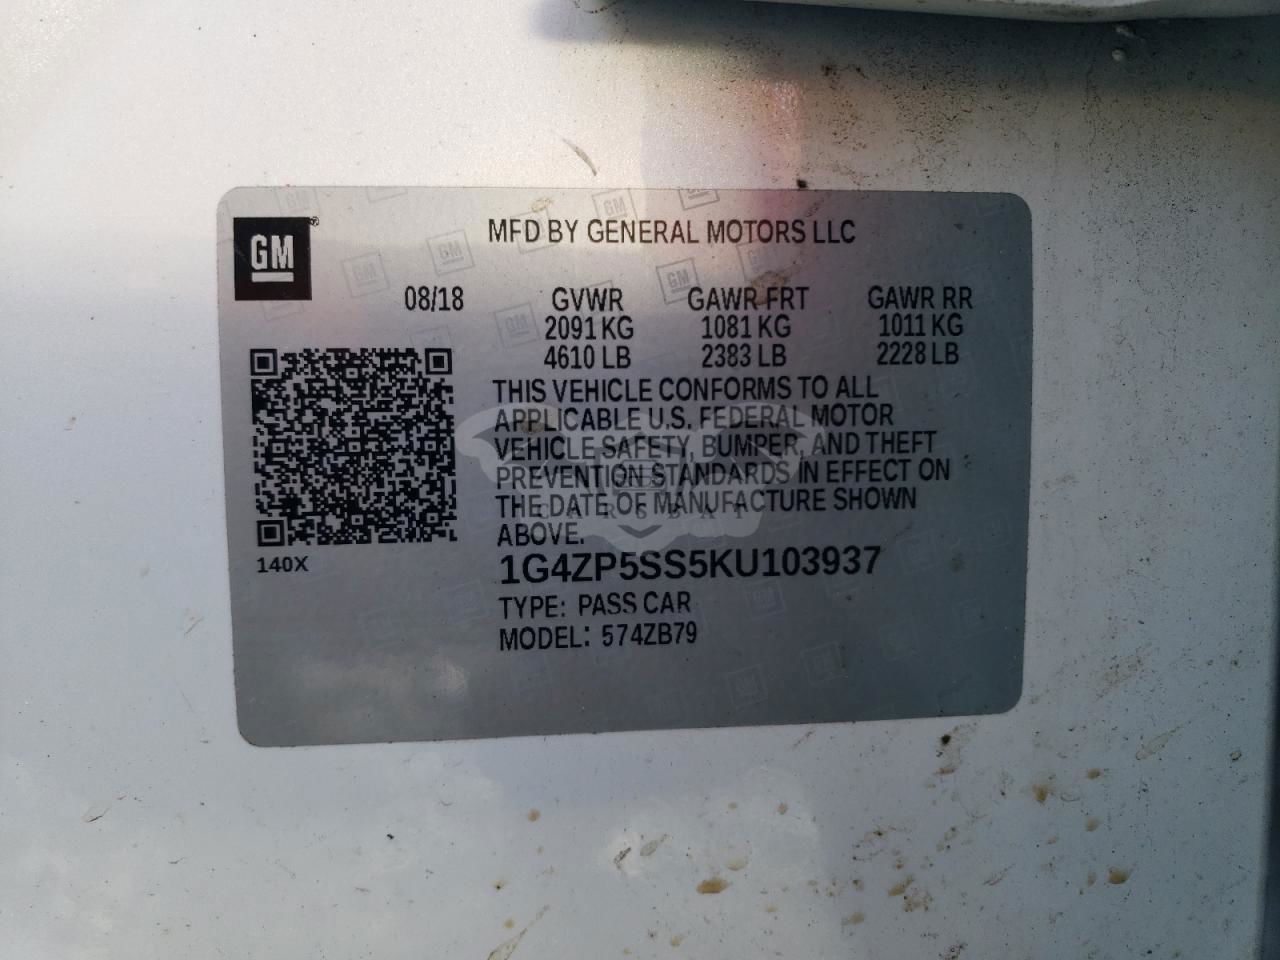 GM®
MFD BY GENERAL MOTORS LLC
08/18 GVWR GAWR FRT GAWR RR
2091 KG 1081 KG 1011 KG
4610 LB 2383 LB 2228 LB
THIS VEHICLE CONFORMS TO ALL
APPLICABLE U.S. FEDERAL MOTOR
VEHICLE SAFETY, BUMPER, AND THEFT
PREVENTION STANDARDS IN EFFECT ON
THE DATE OF MANUFACTURE SHOWN
CARSBAT
ABOVE.
140X
1G4ZP5SS5KU103937
TYPE: PASS CAR
MODEL: 574ZB79